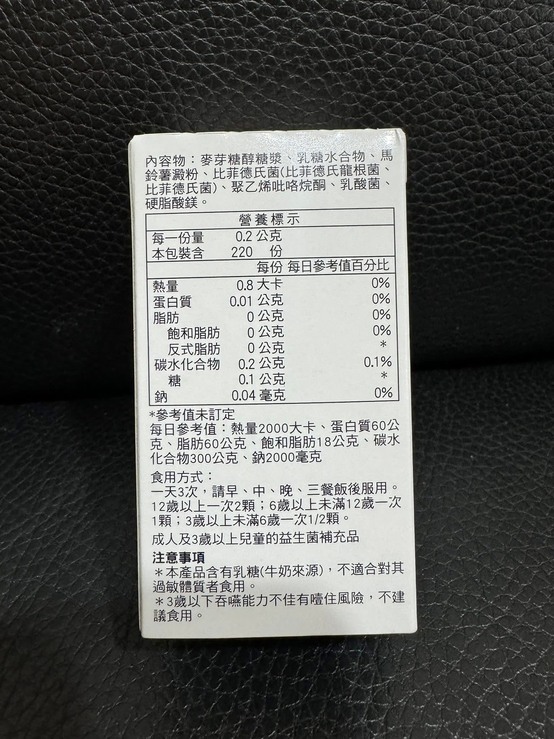 內容物：麥芽糖醇糖漿、乳糖水合物、馬
鈴薯澱粉、比菲德氏菌(比菲德氏龍根菌、
比菲德氏菌)、聚乙烯吡咯烷酮、乳酸菌、
硬脂酸鎂。
營養標示
每一份量 0.2 公克
本包裝含 220 份
每份 每日參考值百分比
熱量 0.8 大卡 0%
蛋白質 0.01 公克 0%
脂肪 0 公克 0%
飽和脂肪 0 公克 0%
反式脂肪 0 公克 *
碳水化合物 0.2 公克 0.1%
糖 0.1 公克 *
鈉 0.04 毫克 0%
*參考值未訂定
每日參考值：熱量2000大卡、蛋白質60公
克、脂肪60公克、飽和脂肪18公克、碳水
化合物300公克、鈉2000毫克
食用方式：
一天3次，請早、中、晚、三餐飯後服用。
12歲以上一次2顆；6歲以上未滿12歲一次
1顆；3歲以上未滿6歲一次1/2顆。
成人及3歲以上兒童的益生菌補充品
注意事項
＊本產品含有乳糖(牛奶來源)，不適合對其
過敏體質者食用。
＊3歲以下吞嚥能力不佳有噎住風險，不建
議食用。